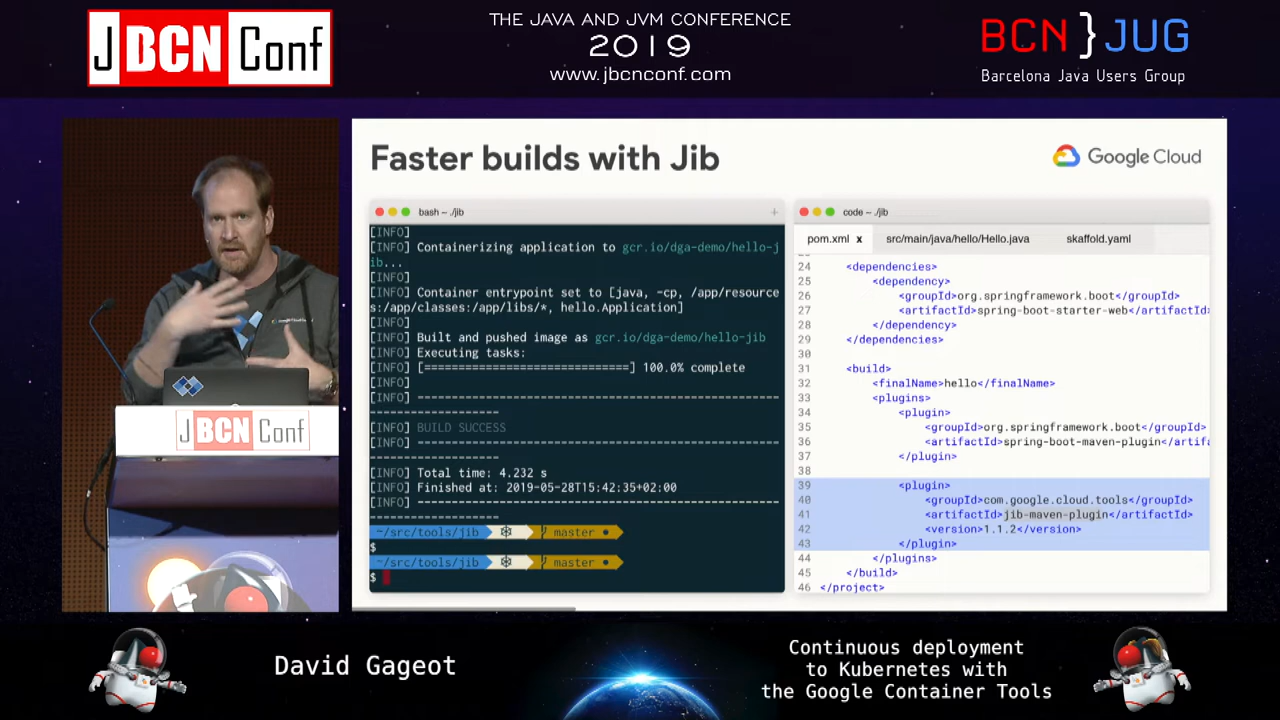 JBCNConf
THE JAVA AND JVM CONFERENCE
2019
www.jbcnconf.com
BCN}JUG
Barcelona Java Users Group
Faster builds with Jib
Google Cloud
bash ~ ./jib
+
[INFO]
[INFO] Containerizing application to gcr.io/dga-demo/hello-j
ib...
[INFO]
[INFO] Container entrypoint set to [java, -cp, /app/resource
s:/app/classes:/app/libs/*, hello.Application]
[INFO]
[INFO] Built and pushed image as gcr.io/dga-demo/hello-jib
[INFO] Executing tasks:
[INFO] [==============================] 100.0% complete
[INFO]
[INFO] -------------------------------------------------------
--------------------
[INFO] BUILD SUCCESS
[INFO] -------------------------------------------------------
--------------------
[INFO] Total time: 4.232 s
[INFO] Finished at: 2019-05-28T15:42:35+02:00
[INFO] -------------------------------------------------------
--------------------
~/src/tools/jib master ●
$
~/src/tools/jib master ●
$
code ~ ./jib
pom.xml x src/main/java/hello/Hello.java skaffold.yaml
24 <dependencies>
25 <dependency>
26 <groupId>org.springframework.boot</groupId>
27 <artifactId>spring-boot-starter-web</artifactId>
28 </dependency>
29 </dependencies>
30
31 <build>
32 <finalName>hello</finalName>
33 <plugins>
34 <plugin>
35 <groupId>org.springframework.boot</groupId>
36 <artifactId>spring-boot-maven-plugin</artifa
37 </plugin>
38
39 <plugin>
40 <groupId>com.google.cloud.tools</groupId>
41 <artifactId>jib-maven-plugin</artifactId>
42 <version>1.1.2</version>
43 </plugin>
44 </plugins>
45 </build>
46 </project>
JBCNConf
David Gageot
Continuous deployment
to Kubernetes with
the Google Container Tools